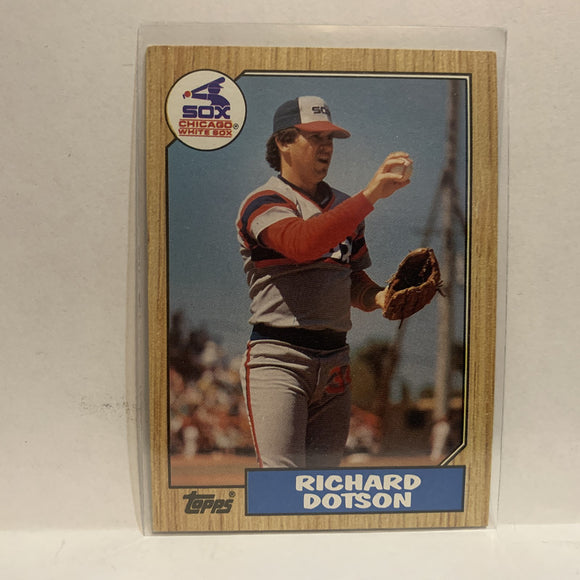 SOX
CHICAGO
WHITE SOX ®
SOX
RICHARD
DOTSON
Topps®